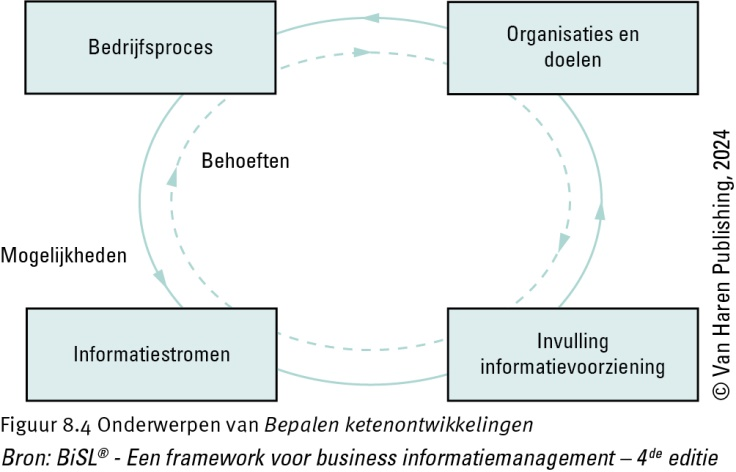 Bedrijfsproces
Organisaties en
doelen
Behoeften
Mogelijkheden
Informatiestromen
Invulling
informatievoorziening
© Van Haren Publishing, 2024
Figuur 8.4 Onderwerpen van Bepalen ketenontwikkelingen
Bron: BiSL® - Een framework voor business informatiemanagement – 4de editie